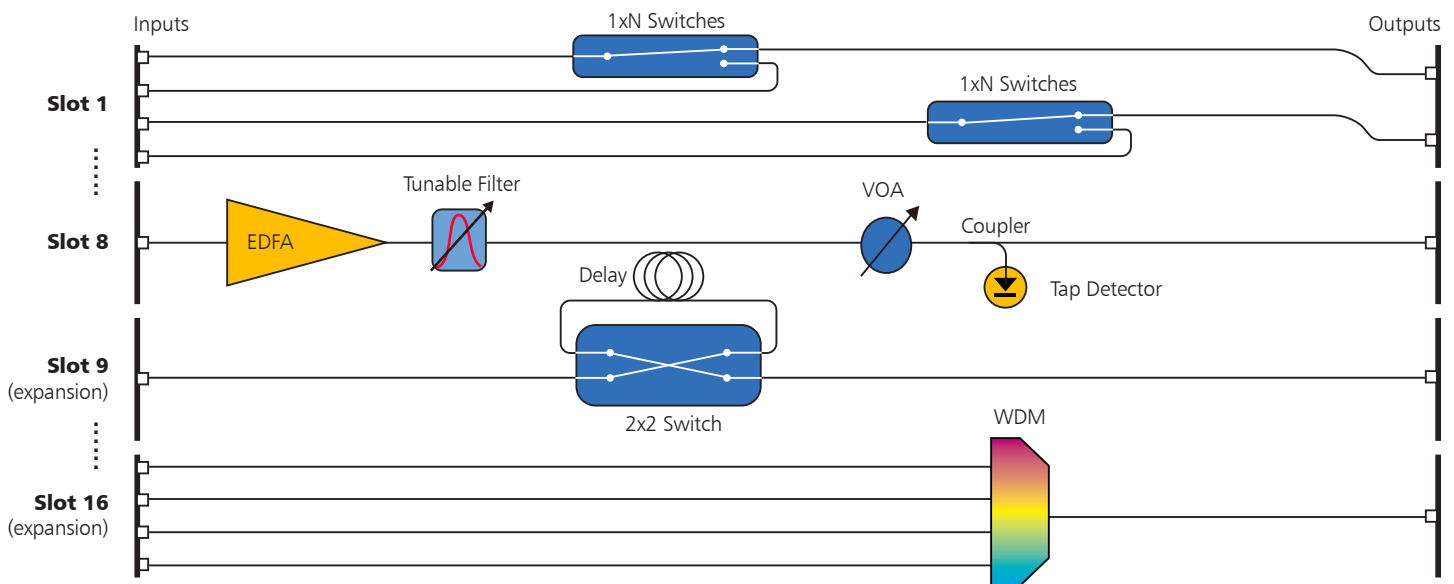 Inputs
1xN Switches
Outputs
Slot 1
1xN Switches
Tunable Filter
VOA
Slot 8
EDFA
Coupler
Delay
Tap Detector
Slot 9
(expansion)
2x2 Switch
WDM
Slot 16
(expansion)